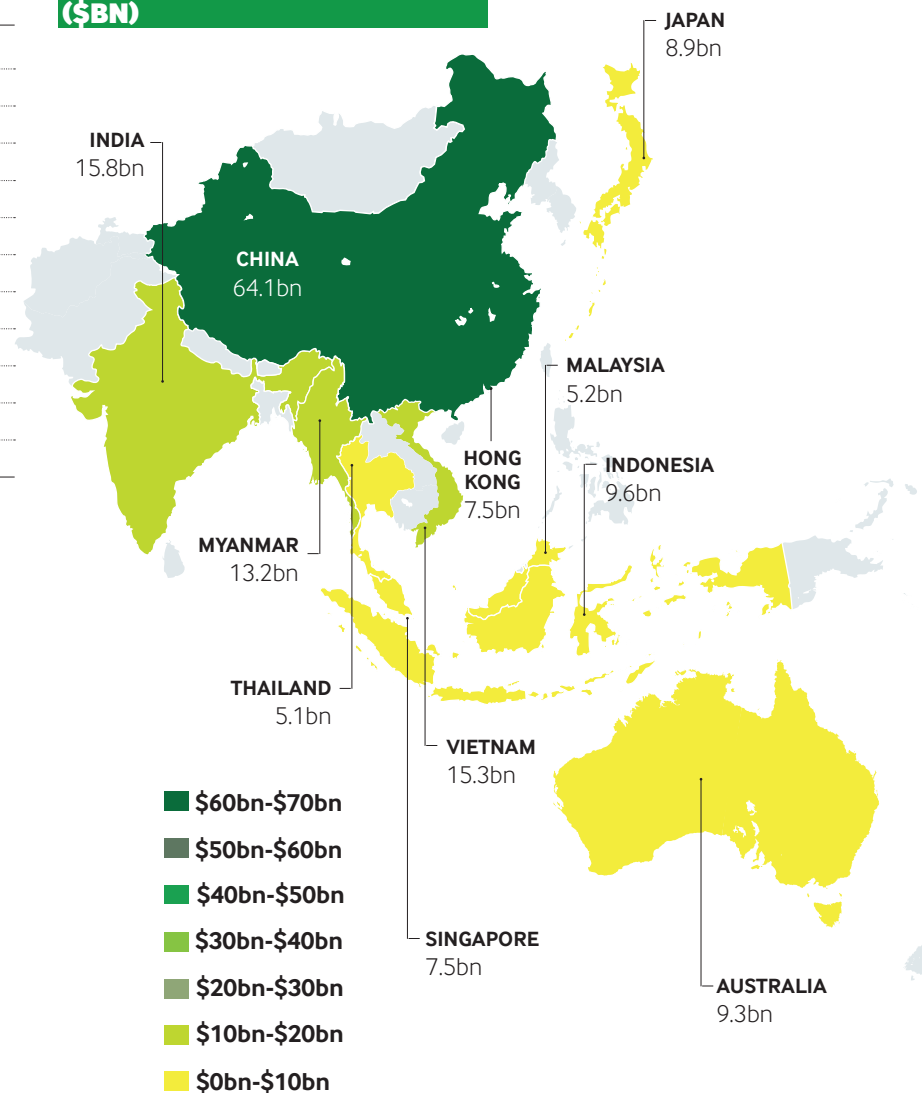 ($BN)
JAPAN
8.9bn
INDIA
15.8bn
CHINA
64.1bn
MALAYSIA
5.2bn
HONG
KONG
7.5bn
INDONESIA
9.6bn
MYANMAR
13.2bn
THAILAND
5.1bn
VIETNAM
15.3bn
$60bn-$70bn
$50bn-$60bn
$40bn-$50bn
$30bn-$40bn
$20bn-$30bn
$10bn-$20bn
$0bn-$10bn
SINGAPORE
7.5bn
AUSTRALIA
9.3bn